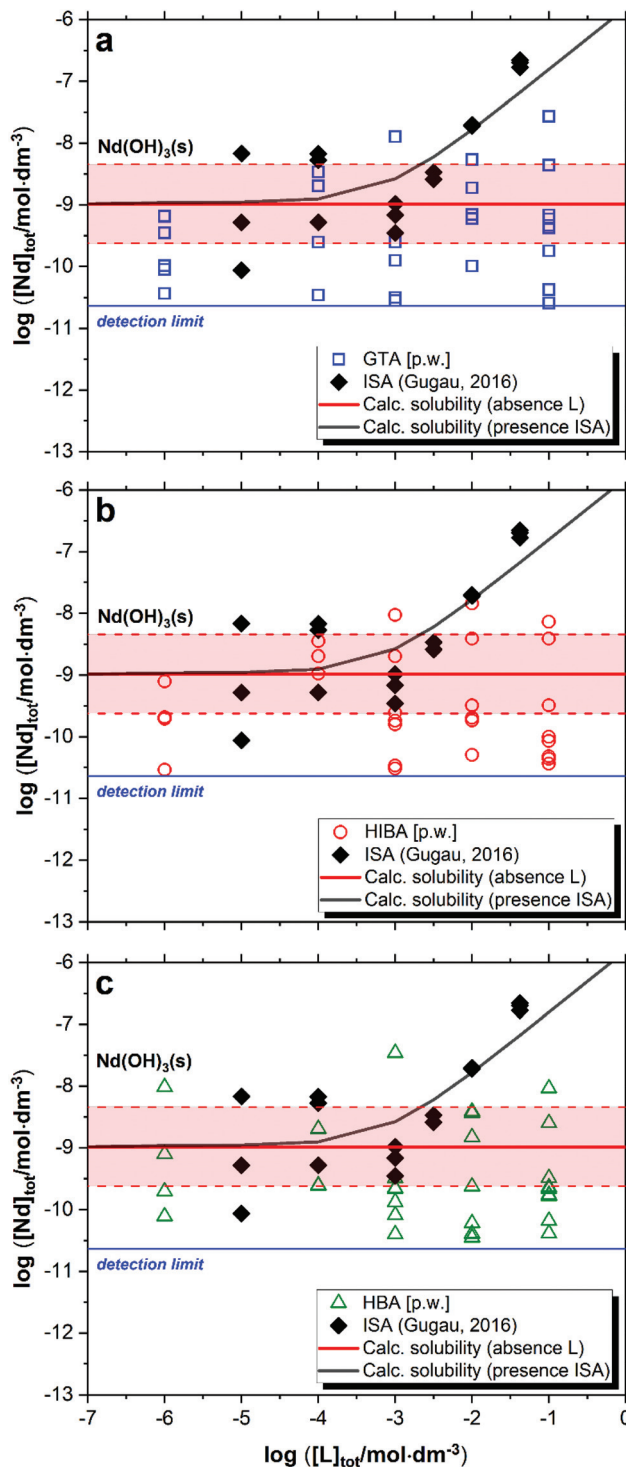 a
-6
-7
-8
-9
-10
-11
-12
-13
log ([Nd]tot/mol·dm-3)
Nd(OH)3(s)
detection limit
GTA [p.w.]
ISA (Gugau, 2016)
Calc. solubility (absence L)
Calc. solubility (presence ISA)
b
-6
-7
-8
-9
-10
-11
-12
-13
log ([Nd]tot/mol·dm-3)
Nd(OH)3(s)
detection limit
HIBA [p.w.]
ISA (Gugau, 2016)
Calc. solubility (absence L)
Calc. solubility (presence ISA)
c
-6
-7
-8
-9
-10
-11
-12
-13
log ([Nd]tot/mol·dm-3)
Nd(OH)3(s)
detection limit
HBA [p.w.]
ISA (Gugau, 2016)
Calc. solubility (absence L)
Calc. solubility (presence ISA)
-7 -6 -5 -4 -3 -2 -1 0
log ([L]tot/mol·dm-3)